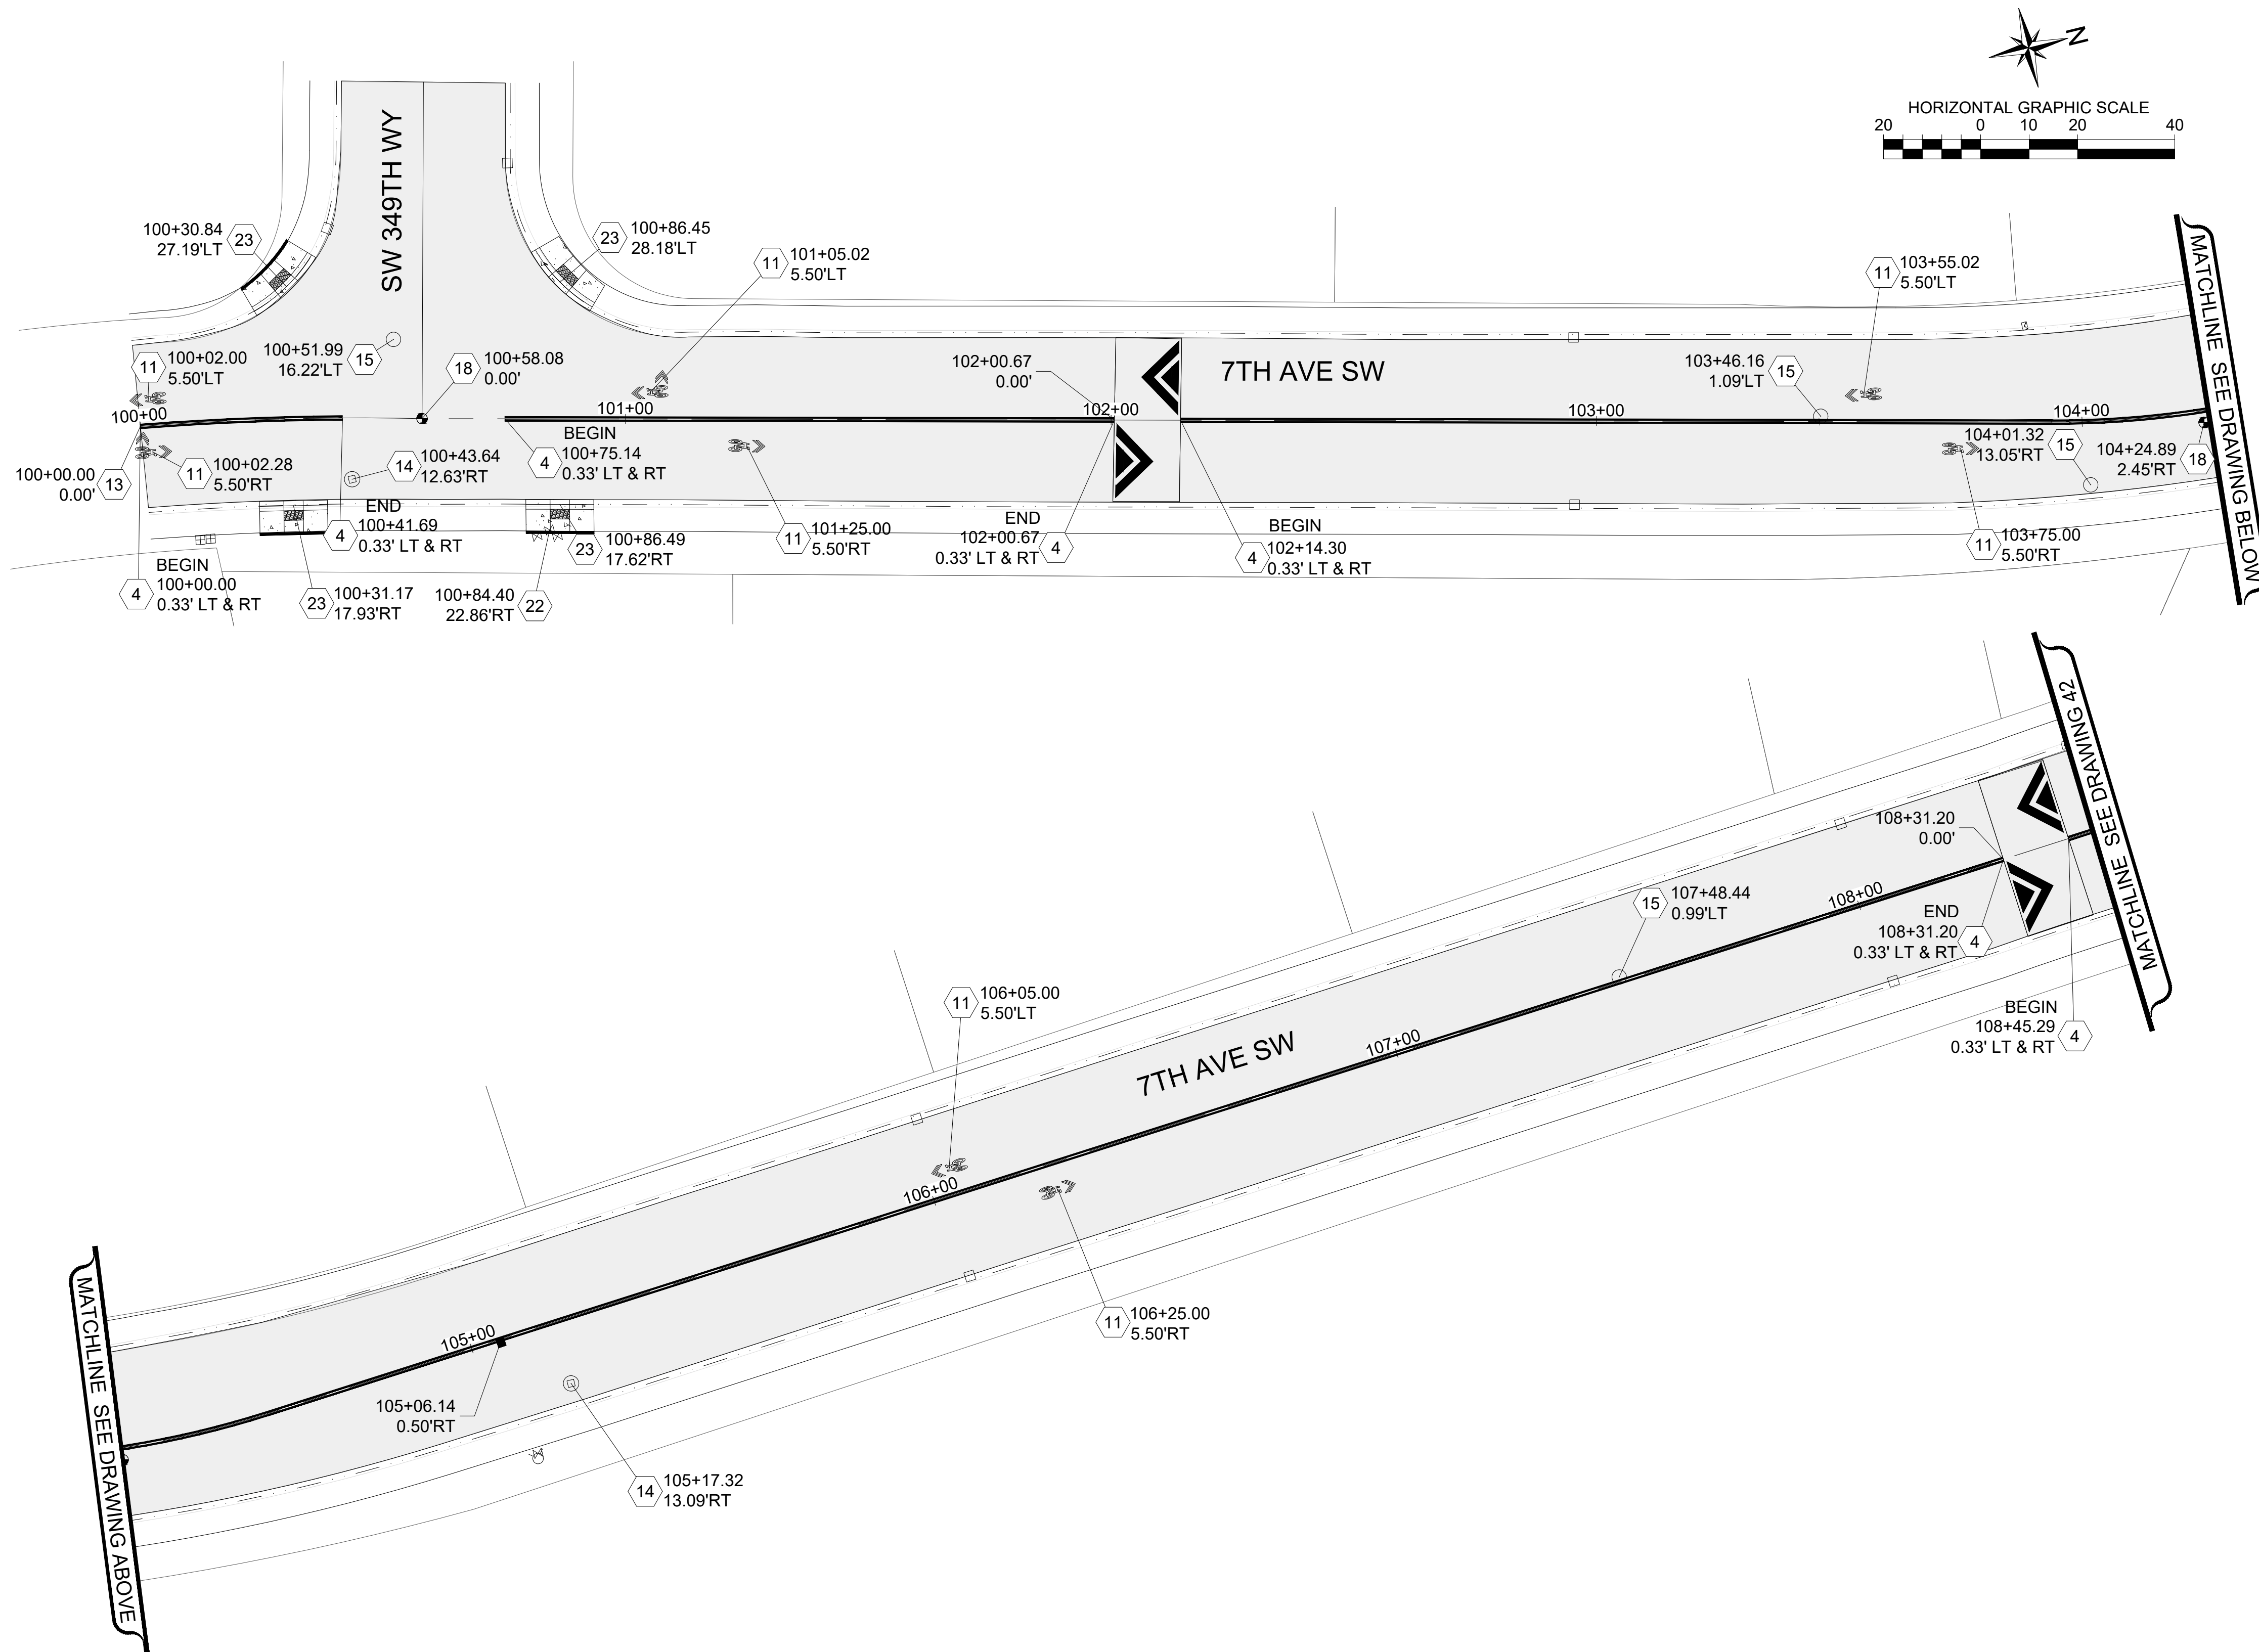 N
HORIZONTAL GRAPHIC SCALE
20 0 10 20 40
SW 349TH WY
100+30.84
27.19'LT
23
23
100+86.45
28.18'LT
11
101+05.02
5.50'LT
11
103+55.02
5.50'LT
MATCHLINE SEE DRAWING BELOW
11
100+02.00
5.50'LT
100+51.99
16.22'LT
15
18
100+58.08
0.00'
102+00.67
0.00'
7TH AVE SW
103+46.16
1.09'LT
15
100+00
101+00
102+00
103+00
104+00
100+00.00
0.00'
13
11
100+02.28
5.50'RT
14
100+43.64
12.63'RT
4
BEGIN
100+75.14
0.33' LT & RT
104+01.32
13.05'RT
15
104+24.89
2.45'RT
18
END
100+41.69
0.33' LT & RT
4
23
100+86.49
17.62'RT
11
101+25.00
5.50'RT
END
102+00.67
0.33' LT & RT
4
BEGIN
102+14.30
0.33' LT & RT
4
11
103+75.00
5.50'RT
BEGIN
100+00.00
0.33' LT & RT
4
23
100+31.17
17.93'RT
100+84.40
22.86'RT
22
MATCHLINE SEE DRAWING 42
108+31.20
0.00'
15
107+48.44
0.99'LT
108+00
END
108+31.20
0.33' LT & RT
4
11
106+05.00
5.50'LT
BEGIN
108+45.29
0.33' LT & RT
4
7TH AVE SW
107+00
106+00
11
106+25.00
5.50'RT
MATCHLINE SEE DRAWING ABOVE
105+00
105+06.14
0.50'RT
14
105+17.32
13.09'RT